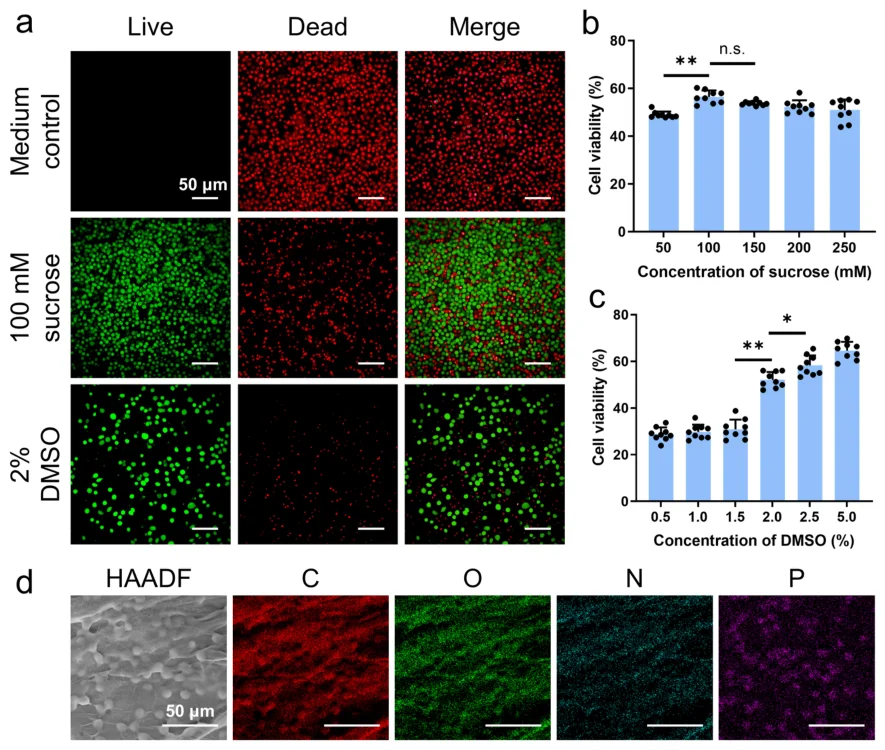 a
Live
Dead
Merge
Medium
control
50 μm
100 mM
sucrose
2%
DMSO
b
80
60
40
20
0
Cell viability (%)
**
n.s.
50 100 150 200 250
Concentration of sucrose (mM)
c
80
60
40
20
0
Cell viability (%)
**
*
0.5 1.0 1.5 2.0 2.5 5.0
Concentration of DMSO (%)
d
HAADF
C
O
N
P
50 μm